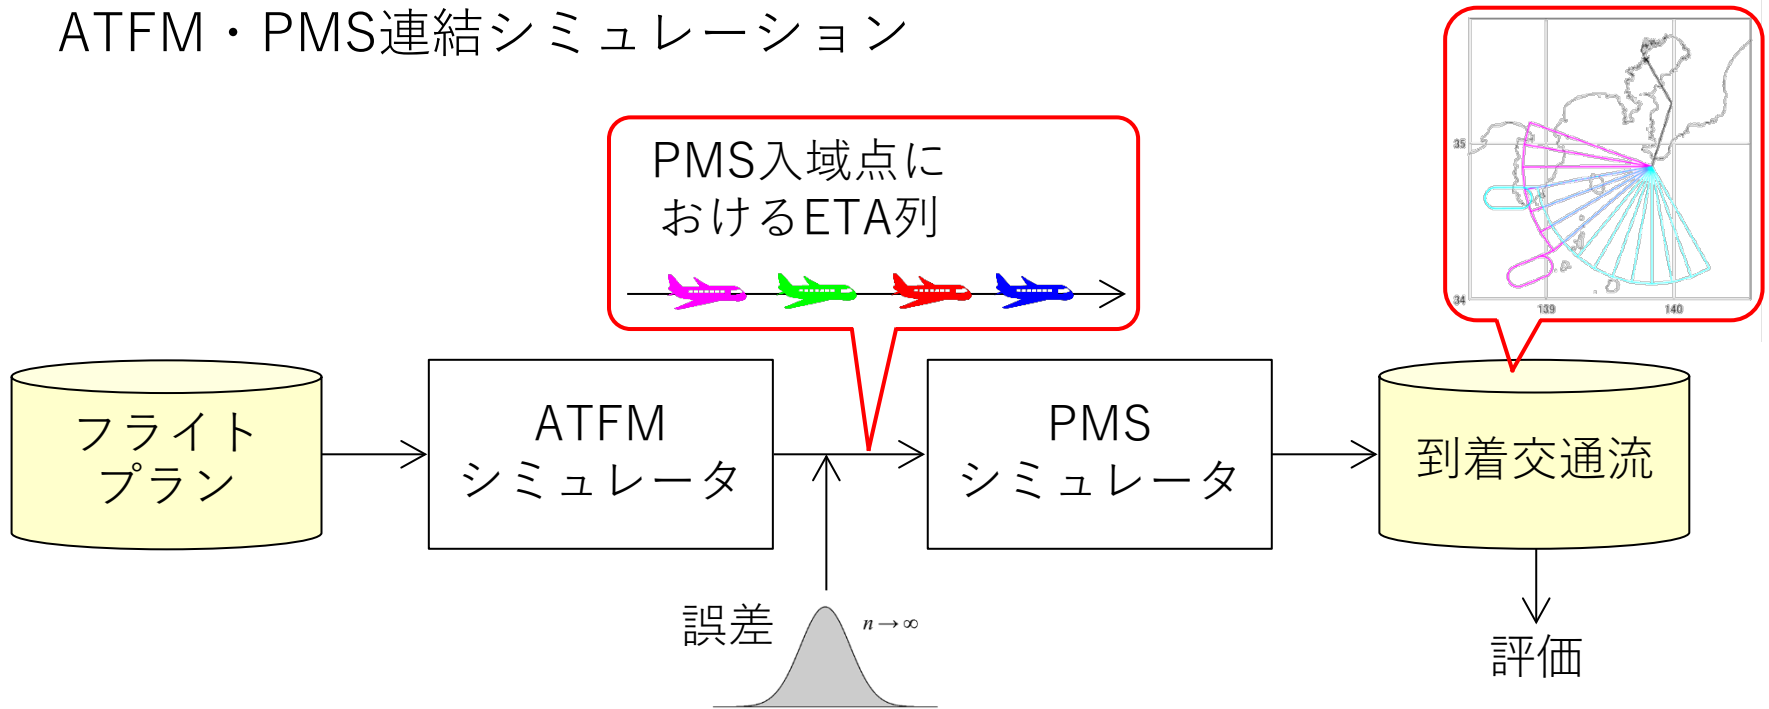 ATFM・PMS連結シミュレーション
PMS入域点に
おけるETA列
35
34
139
140
フライト
プラン
ATFM
シミュレータ
PMS
シミュレータ
到着交通流
誤差
n→∞
評価